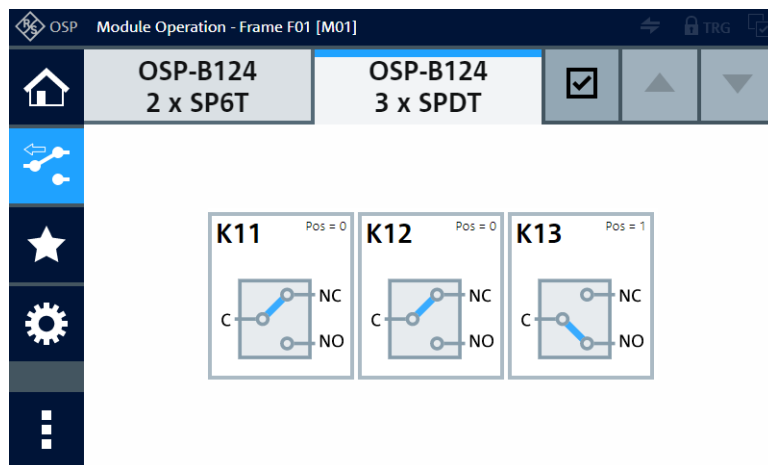 R&S OSP Module Operation - Frame F01 [M01] TRG
OSP-B124
2 x SP6T
OSP-B124
3 x SPDT
K11 Pos = 0
C
NC
NO
K12 Pos = 0
C
NC
NO
K13 Pos = 1
C
NC
NO